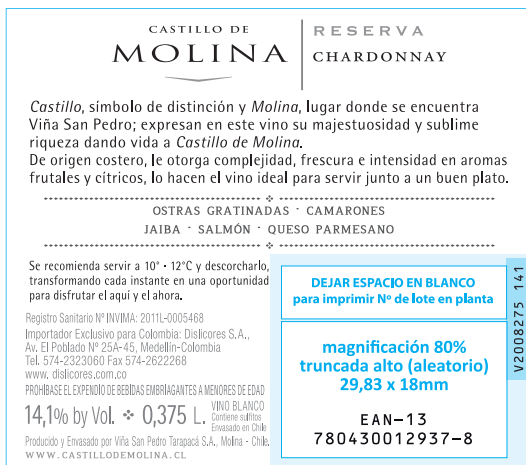 CASTILLO DE
MOLINA
RESERVA
CHARDONNAY
Castillo, símbolo de distinción y Molina, lugar donde se encuentra
Viña San Pedro; expresan en este vino su majestuosidad y sublime
riqueza dando vida a Castillo de Molina.
De origen costero, le otorga complejidad, frescura e intensidad en aromas
frutales y cítricos, lo hacen el vino ideal para servir junto a un buen plato.
OSTRAS GRATINADAS - CAMARONES
JAIBA - SALMÓN - QUESO PARMESANO
Se recomienda servir a 10° - 12°C y descorcharlo,
transformando cada instante en una oportunidad
para disfrutar el aquí y el ahora.
Registro Sanitario N° INVIMA: 2011L-0005468
Importador Exclusivo para Colombia: Dislicores S.A.,
Av. El Poblado N° 25A-45, Medellín-Colombia
Tel. 574-2323060 Fax 574-2622268
www. dislicores.com.co
PROHÍBASE EL EXPENDIO DE BEBIDAS EMBRIAGANTES A MENORES DE EDAD
14,1% by Vol. ❖ 0,375 L.
VINO BLANCO
Contiene sulfitos
Envasado en Chile
Producido y Envasado por Viña San Pedro Tarapacá S.A., Molina - Chile.
WWW.CASTILLODEMOLINA.CL
DEJAR ESPACIO EN BLANCO
para imprimir Nº de lote en planta
magnificación 80%
truncada alto (aleatorio)
29,83 x 18mm
EAN-13
780430012937-8
V2008275 141